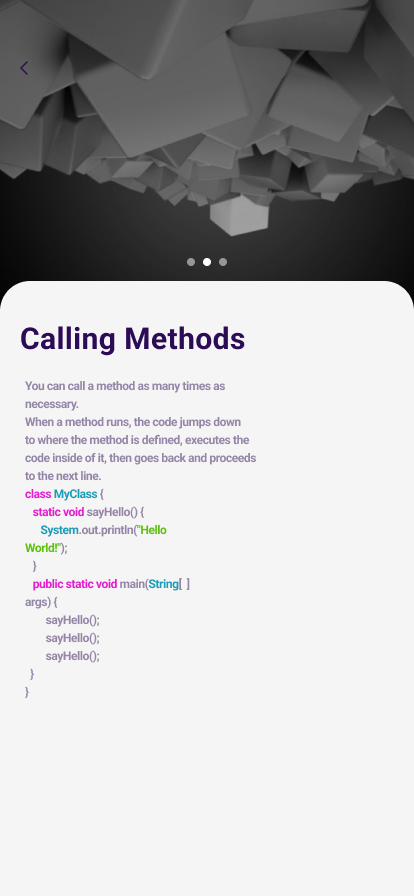 Calling Methods
You can call a method as many times as
necessary.
When a method runs, the code jumps down
to where the method is defined, executes the
code inside of it, then goes back and proceeds
to the next line.
class MyClass {
static void sayHello() {
System.out.println("Hello
World!");
}
public static void main(String[ ]
args) {
sayHello();
sayHello();
sayHello();
}
}